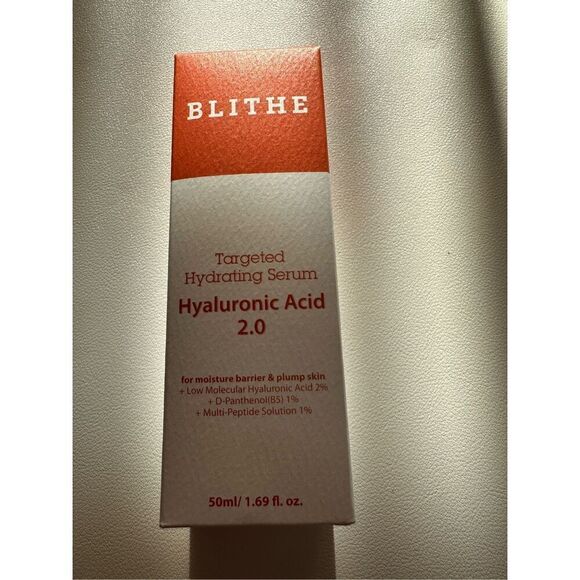 BLITHE
Targeted
Hydrating Serum
Hyaluronic Acid
2.0
for moisture barrier & plump skin
+ Low Molecular Hyaluronic Acid 2%
+ D-Panthenol(B5) 1%
+ Multi-Peptide Solution 1%
50ml/ 1.69 fl. oz.